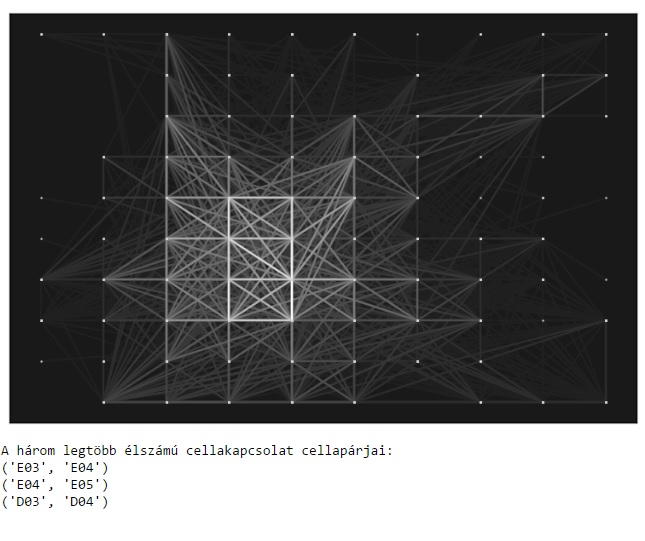 A három legtöbb élszámú cellakapcsolat cellapárjai:
('E03', 'E04')
('E04', 'E05')
('D03', 'D04')